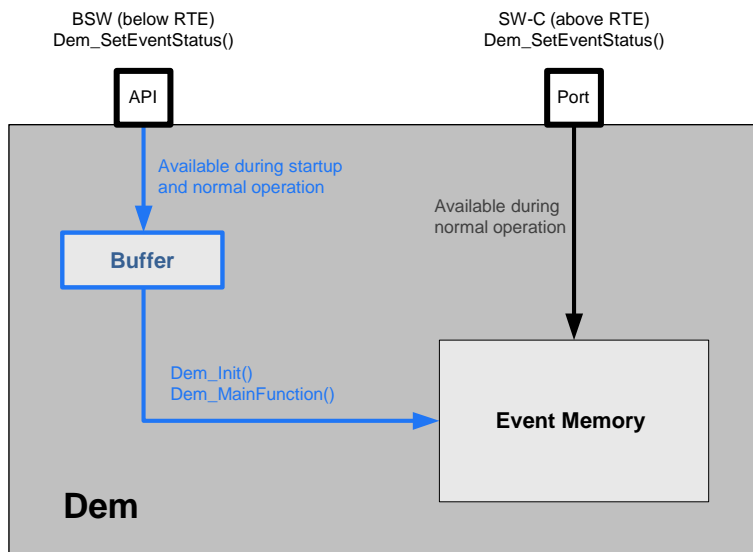 BSW (below RTE)
Dem_SetEventStatus()
SW-C (above RTE)
Dem_SetEventStatus()
API
Port
Available during startup
and normal operation
Available during
normal operation
Buffer
Dem_Init()
Dem_MainFunction()
Event Memory
Dem